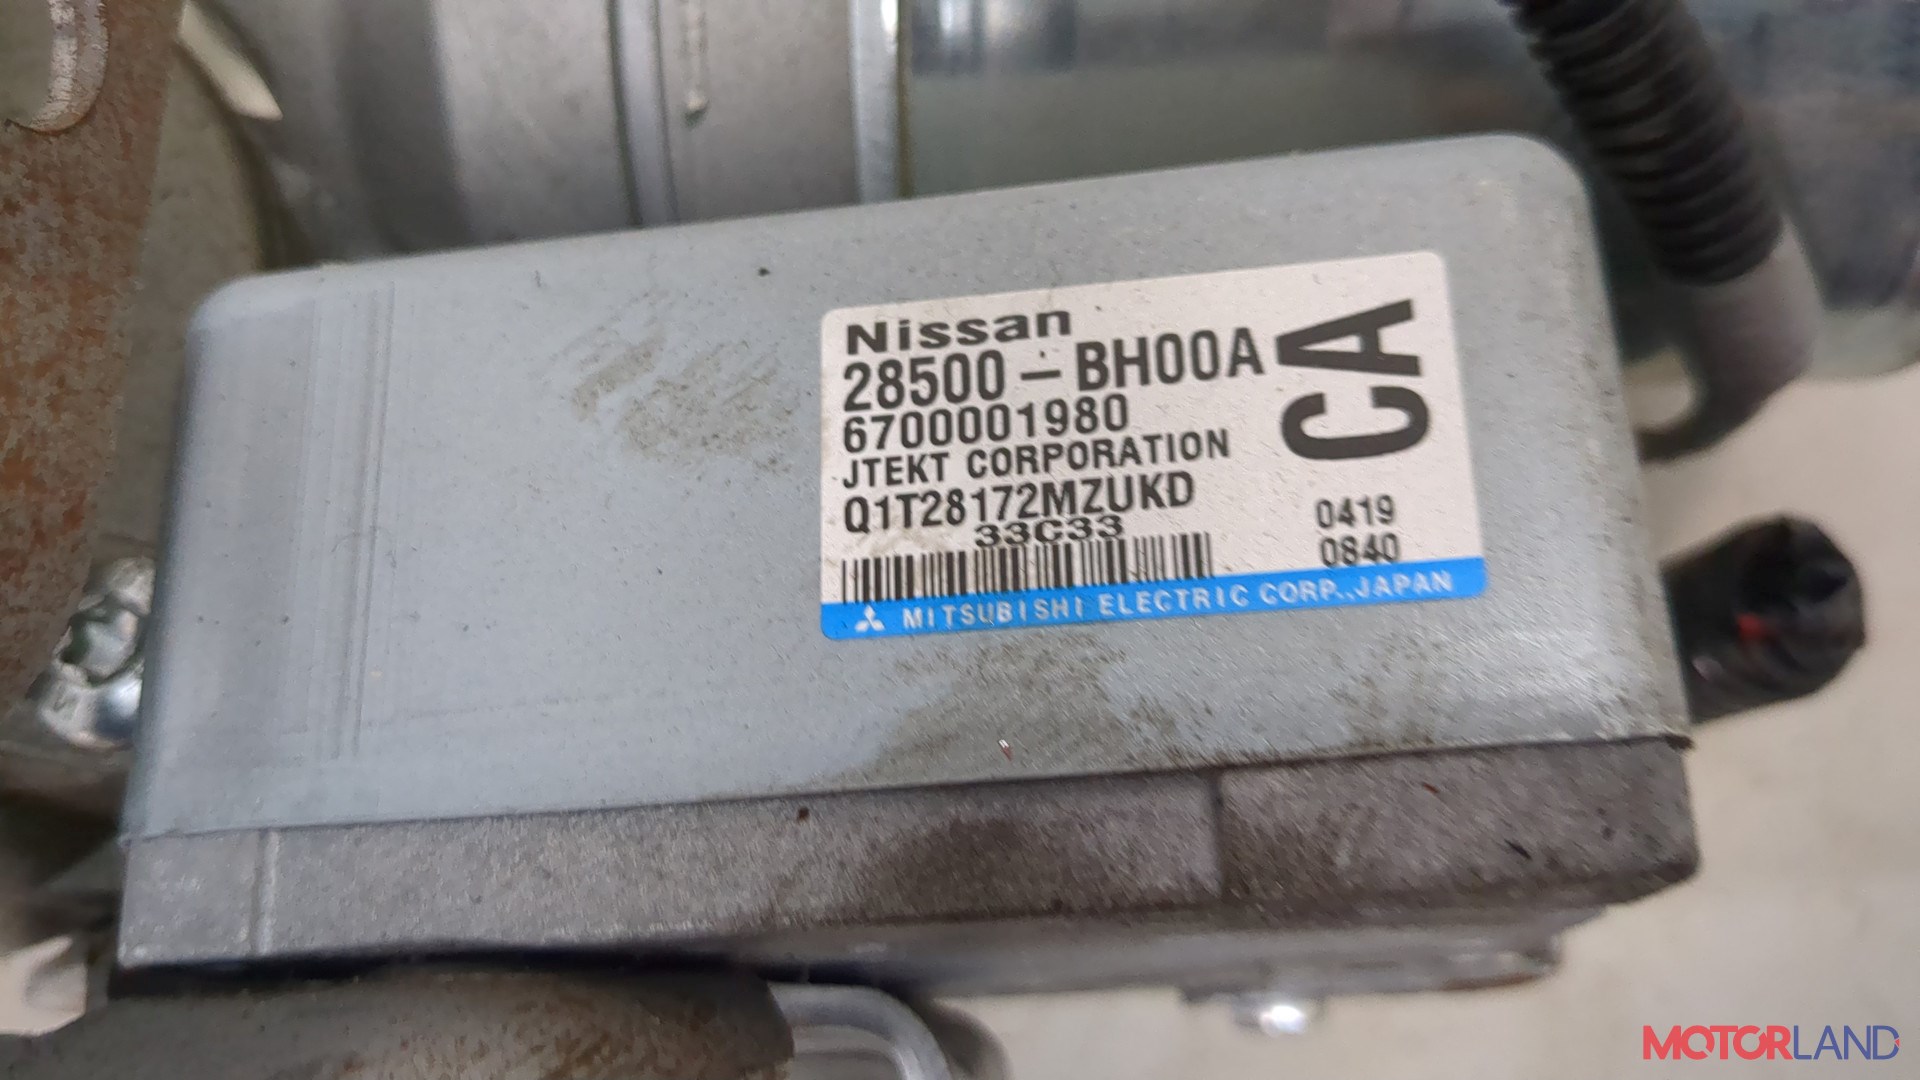 Nissan
28500-BH00A
6700001980
JTEKT CORPORATION
Q1T28172MZUKD
33C33
CA
0419
0840
MITSUBISHI ELECTRIC CORP., JAPAN
MOTORLAND